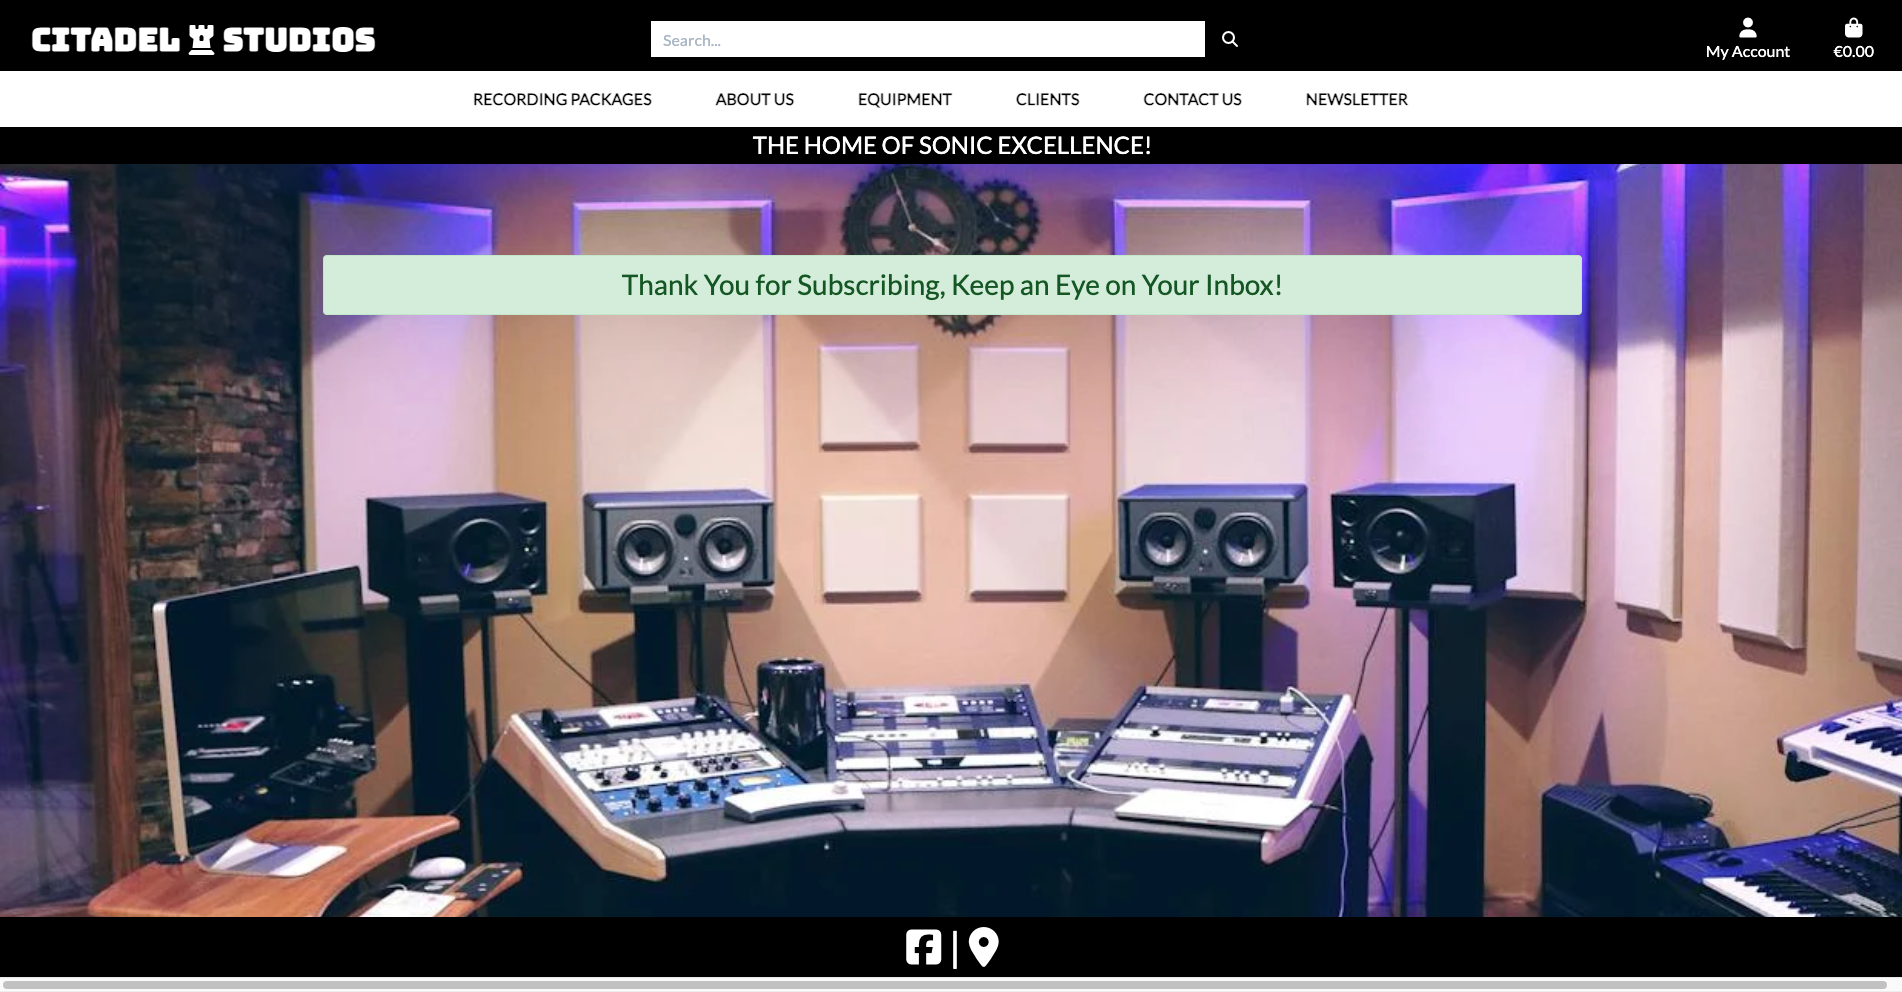 CITADEL STUDIOS
Search...
My Account
€0.00
RECORDING PACKAGES
ABOUT US
EQUIPMENT
CLIENTS
CONTACT US
NEWSLETTER
THE HOME OF SONIC EXCELLENCE!
Thank You for Subscribing, Keep an Eye on Your Inbox!